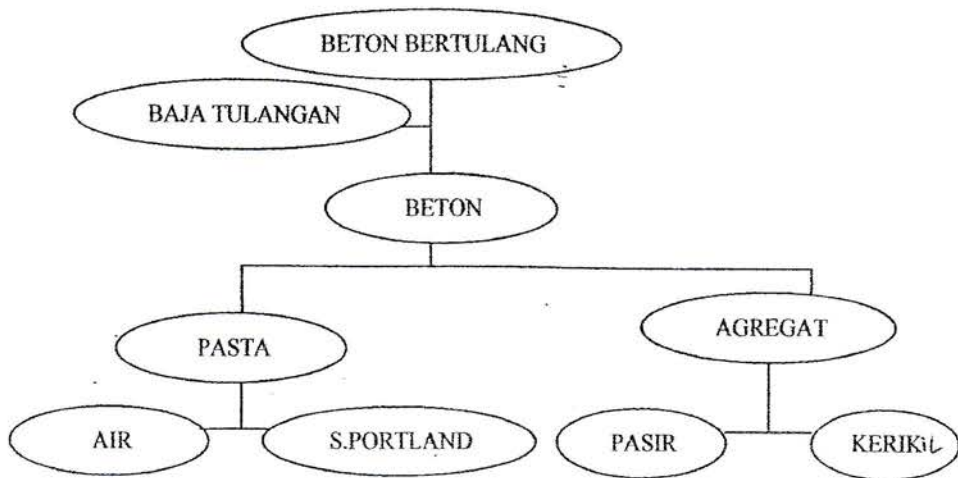 BETON BERTULANG
BAJA TULANGAN
BETON
PASTA
AGREGAT
AIR
S.PORTLAND
PASIR
KERIKIL